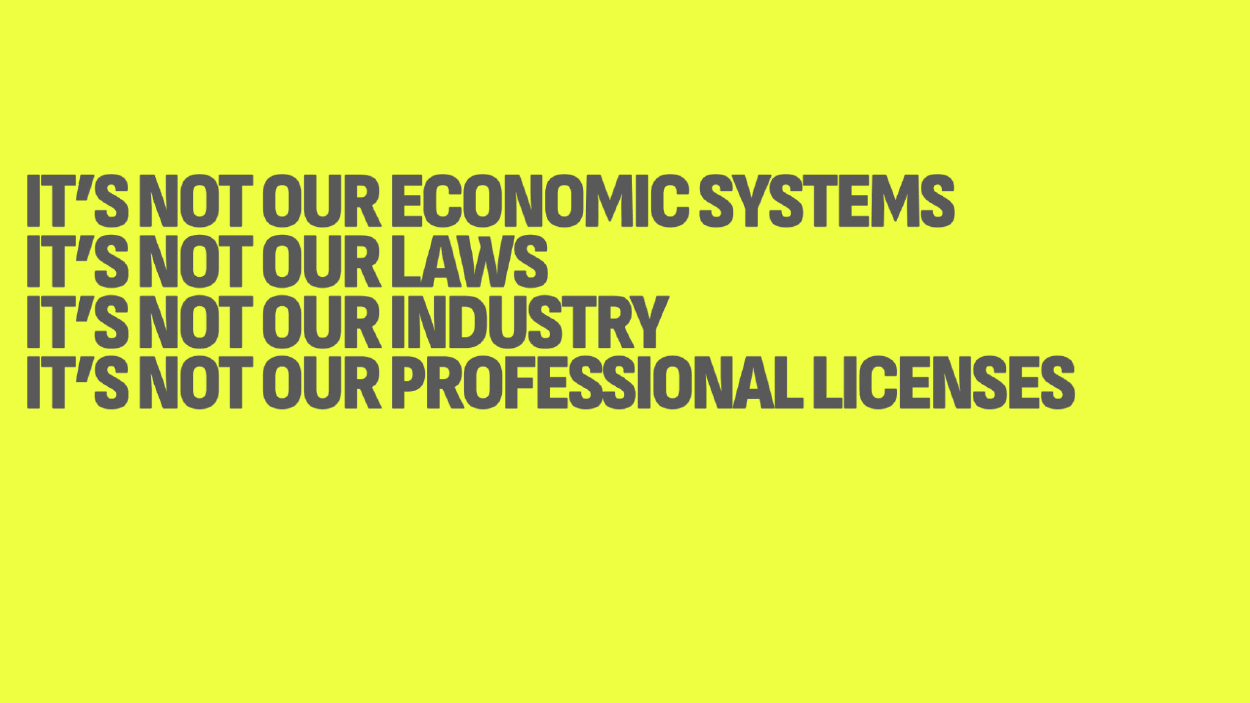 IT’S NOT OUR ECONOMIC SYSTEMS
IT’S NOT OUR LAWS
IT’S NOT OUR INDUSTRY
IT’S NOT OUR PROFESSIONAL LICENSES